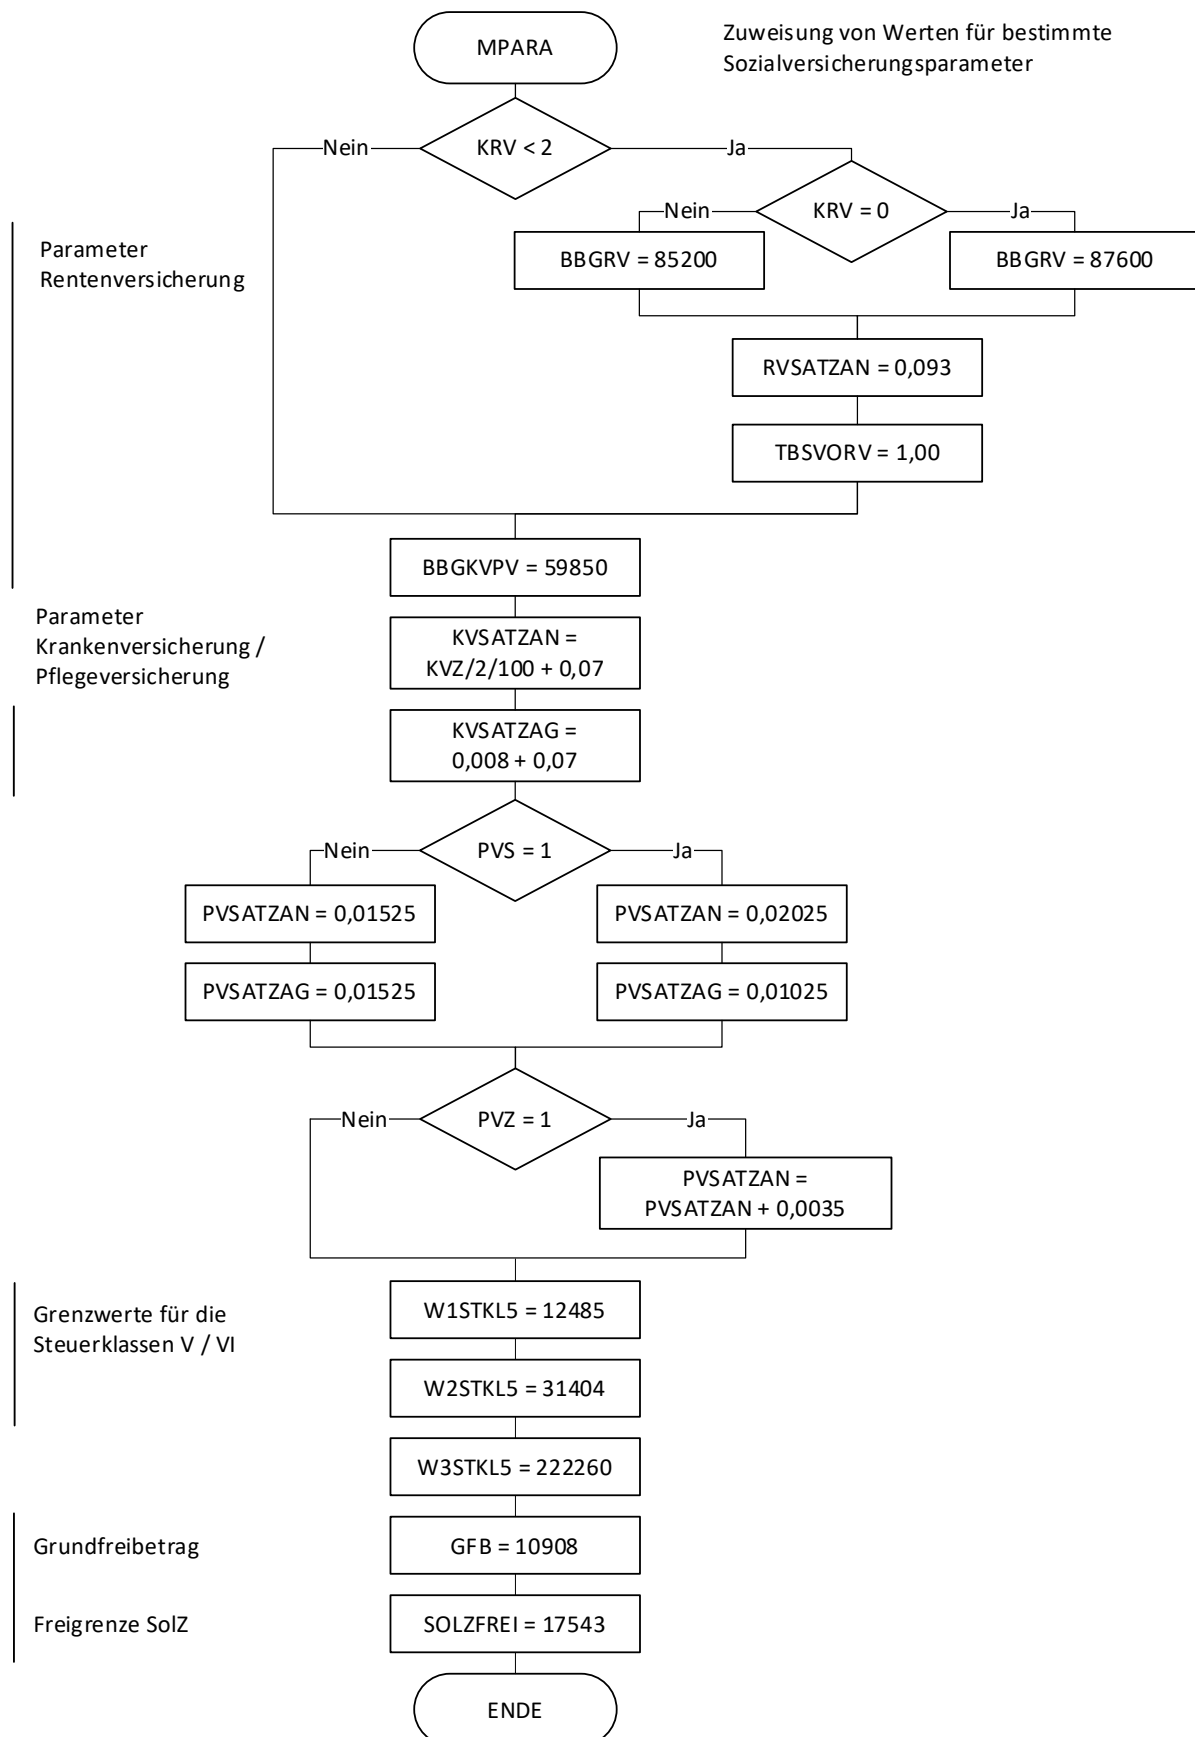 MPARA
Zuweisung von Werten für bestimmte
Sozialversicherungsparameter
KRV < 2
Nein
Ja
KRV = 0
Nein
Ja
Parameter
Rentenversicherung
BBGRV = 85200
BBGRV = 87600
RVSATZAN = 0,093
TBSVORV = 1,00
BBGKVPV = 59850
Parameter
Krankenversicherung /
Pflegeversicherung
KVSATZAN =
KVZ/2/100 + 0,07
KVSATZAG =
0,008 + 0,07
PVS = 1
Nein
Ja
PVSATZAN = 0,01525
PVSATZAN = 0,02025
PVSATZAG = 0,01525
PVSATZAG = 0,01025
PVZ = 1
Nein
Ja
PVSATZAN =
PVSATZAN + 0,0035
Grenzwerte für die
Steuerklassen V / VI
W1STKL5 = 12485
W2STKL5 = 31404
W3STKL5 = 222260
Grundfreibetrag
GFB = 10908
Freigrenze SolZ
SOLZFREI = 17543
ENDE